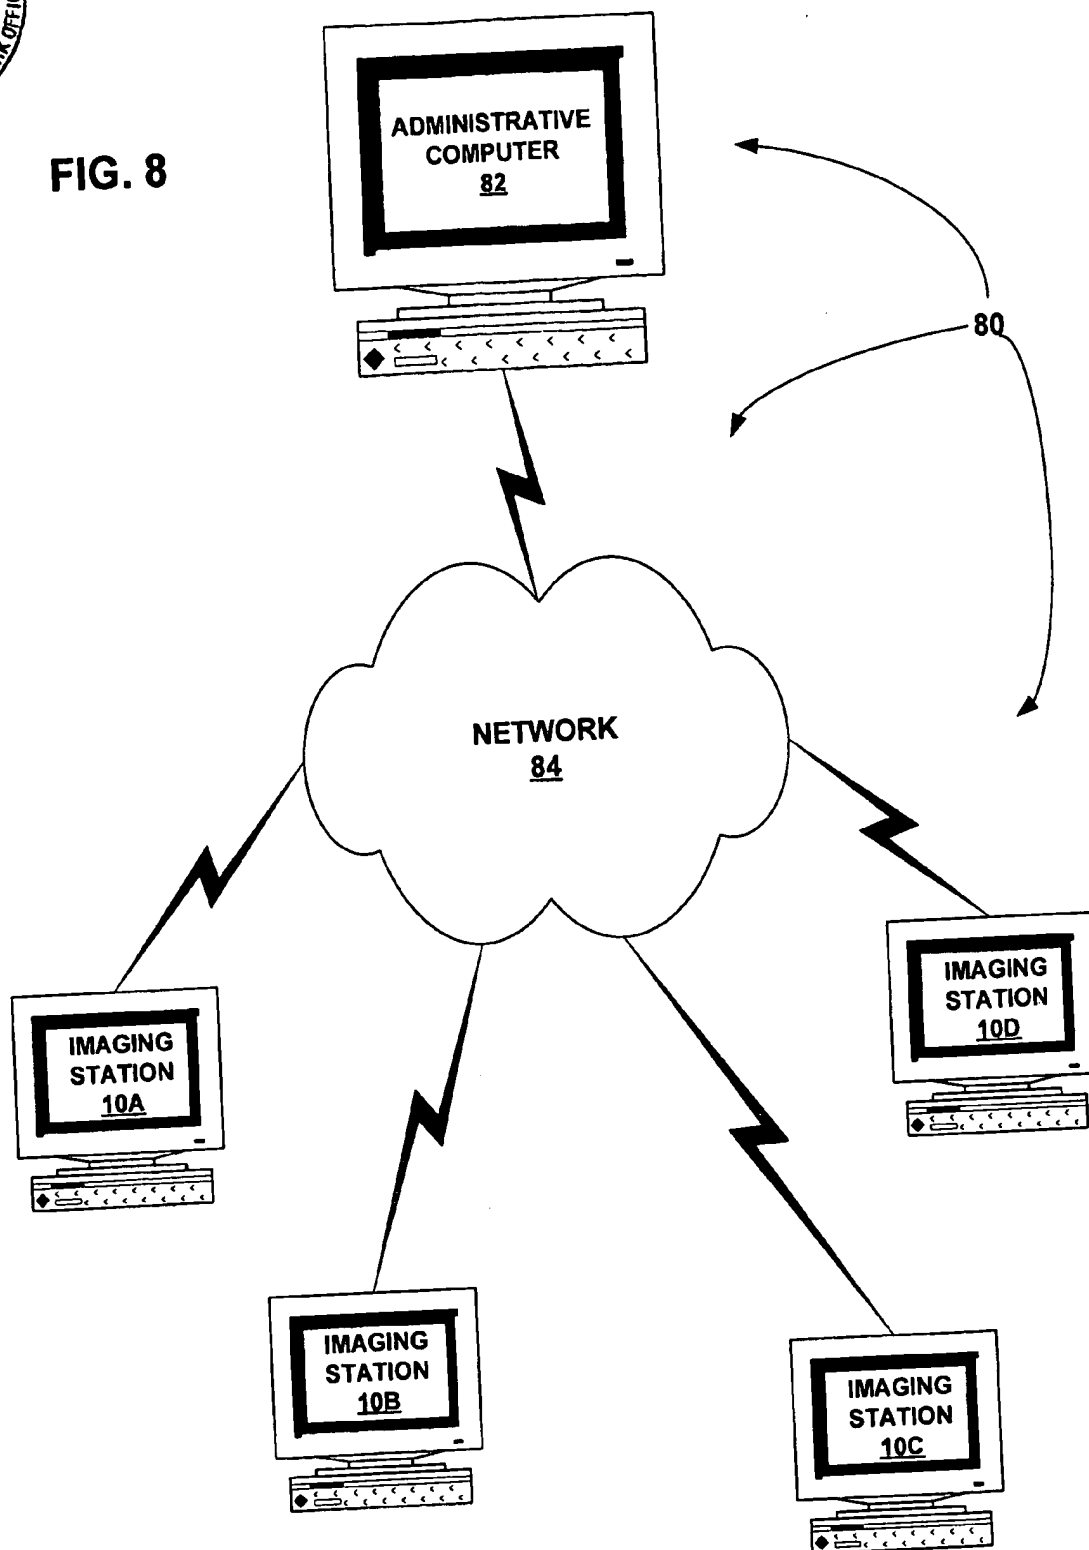 FIG. 8
ADMINISTRATIVE
COMPUTER
82
80
NETWORK
84
IMAGING
STATION
10D
IMAGING
STATION
10A
IMAGING
STATION
10B
IMAGING
STATION
10C